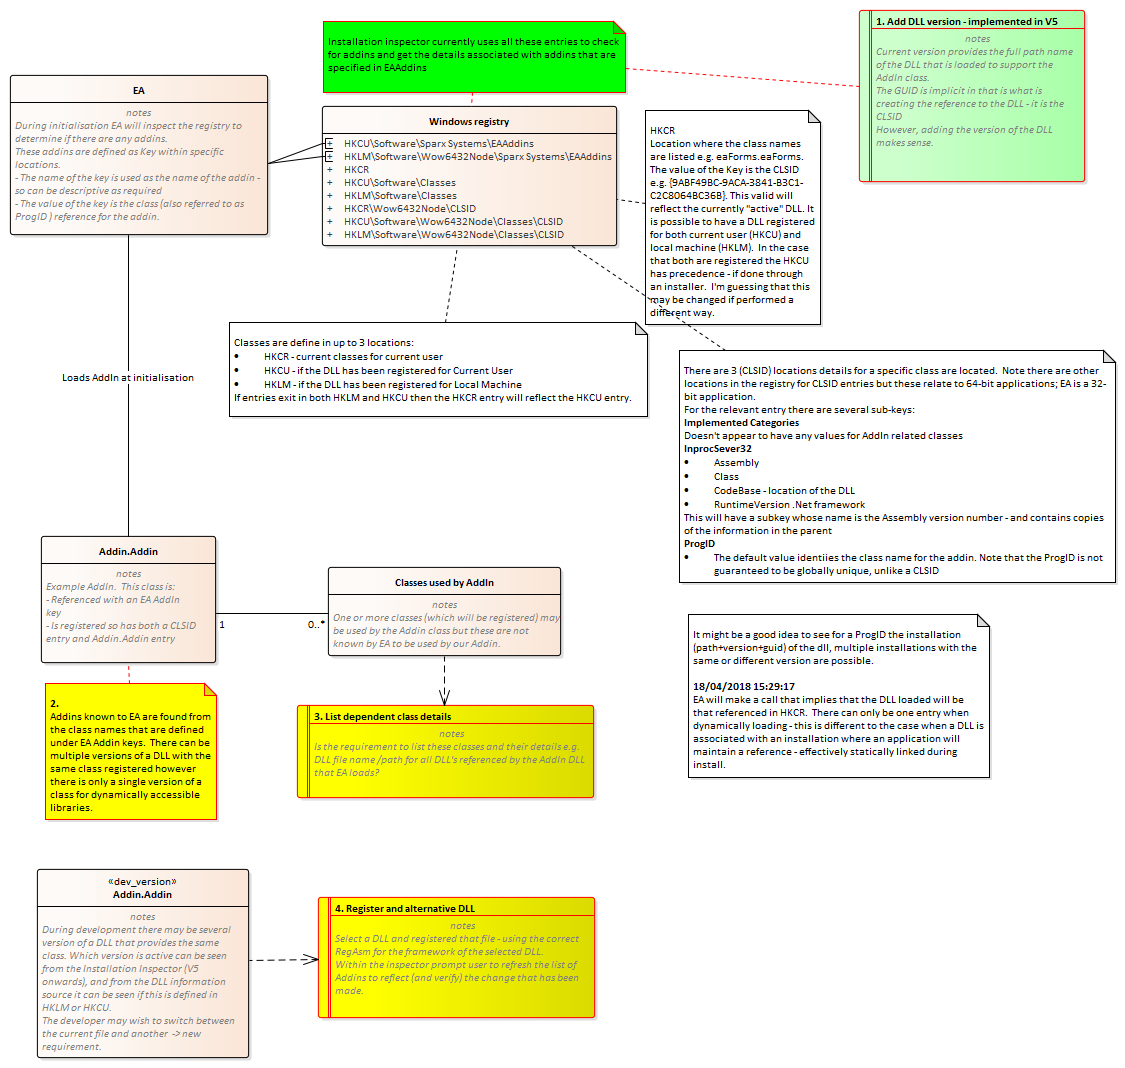 Installation inspector currently uses all these entries to check
for addins and get the details associated with addins that are
specified in EAAddins
1. Add DLL version - implemented in V5
notes
Current version provides the full path name
of the DLL that is loaded to support the
AddIn class.
The GUID is implicit in that is what is
creating the reference to the DLL - it is the
CLSID
However, adding the version of the DLL
makes sense.
EA
notes
During initialisation EA will inspect the registry to
determine if there are any addins.
These addins are defined as Key within specific
locations.
- The name of the key is used as the name of the addin -
so can be descriptive as required
- The value of the key is the class (also referred to as
ProgID ) reference for the addin.
Windows registry
+ HKCU\Software\Sparx Systems\EAAddins
+ HKLM\Software\Wow6432Node\Sparx Systems\EAAddins
+ HKCR
+ HKCU\Software\Classes
+ HKLM\Software\Classes
+ HKCR\Wow6432Node\CLSID
+ HKCU\Software\Wow6432Node\Classes\CLSID
+ HKLM\Software\Wow6432Node\Classes\CLSID
HKCR
Location where the class names
are listed e.g. eaForms.eaForms.
The value of the Key is the CLSID
e.g. {9ABF49BC-9ACA-3841-B3C1-
C2C8064BC36B}. This valid will
reflect the currently "active" DLL. It
is possible to have a DLL registered
for both current user (HKCU) and
local machine (HKLM). In the case
that both are registered the HKCU
has precedence - if done through
an installer. I'm guessing that this
may be changed if performed a
different way.
Classes are define in up to 3 locations:
• HKCR - current classes for current user
• HKCU - if the DLL has been registered for Current User
• HKLM - if the DLL has been registered for Local Machine
If entries exit in both HKLM and HKCU then the HKCR entry will reflect the HKCU entry.
Loads AddIn at initialisation
There are 3 (CLSID) locations details for a specific class are located. Note there are other
locations in the registry for CLSID entries but these relate to 64-bit applications; EA is a 32-
bit application.
For the relevant entry there are several sub-keys:
Implemented Categories
Doesn't appear to have any values for AddIn related classes
InprocSever32
• Assembly
• Class
• CodeBase - location of the DLL
• RuntimeVersion .Net framework
This will have a subkey whose name is the Assembly version number - and contains copies
of the information in the parent
ProgID
• The default value identiies the class name for the addin. Note that the ProgID is not
guaranteed to be globally unique, unlike a CLSID
Addin.Addin
notes
Example AddIn. This class is:
- Referenced with an EA AddIn
key
- Is registered so has both a CLSID
entry and Addin.Addin entry
1
0..*
Classes used by AddIn
notes
One or more classes (which will be registered) may
be used by the Addin class but these are not
known by EA to be used by our Addin.
It might be a good idea to see for a ProgID the installation
(path+version+guid) of the dll, multiple installations with the
same or different version are possible.
18/04/2018 15:29:17
EA will make a call that implies that the DLL loaded will be
that referenced in HKCR. There can only be one entry when
dynamically loading - this is different to the case when a DLL is
associated with an installation where an application will
maintain a reference - effectively statically linked during
install.
2.
Addins known to EA are found from
the class names that are defined
under EA Addin keys. There can be
multiple versions of a DLL with the
same class registered however
there is only a single version of a
class for dynamically accessible
libraries.
3. List dependent class details
notes
Is the requirement to list these classes and their details e.g.
DLL file name /path for all DLL's referenced by the AddIn DLL
that EA loads?
«dev_version»
Addin.Addin
notes
During development there may be several
version of a DLL that provides the same
class. Which version is active can be seen
from the Installation Inspector (V5
onwards), and from the DLL information
source it can be seen if this is defined in
HKLM or HKCU.
The developer may wish to switch between
the current file and another -> new
requirement.
4. Register and alternative DLL
notes
Select a DLL and registered that file - using the correct
RegAsm for the framework of the selected DLL.
Within the inspector prompt user to refresh the list of
Addins to reflect (and verify) the change that has been
made.